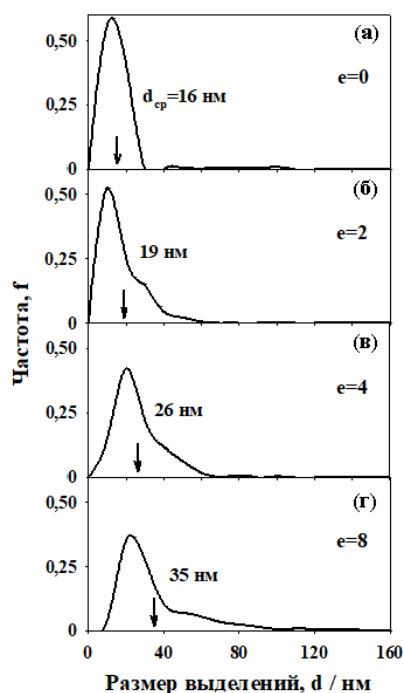 Частота, f
0,50
(а)
e=0
0,25
d_ср=16 нм
0
0,50
(б)
e=2
0,25
19 нм
0
0,50
(в)
e=4
0,25
26 нм
0
0,50
(г)
e=8
0,25
35 нм
0
0 40 80 120 160
Размер выделений, d / нм